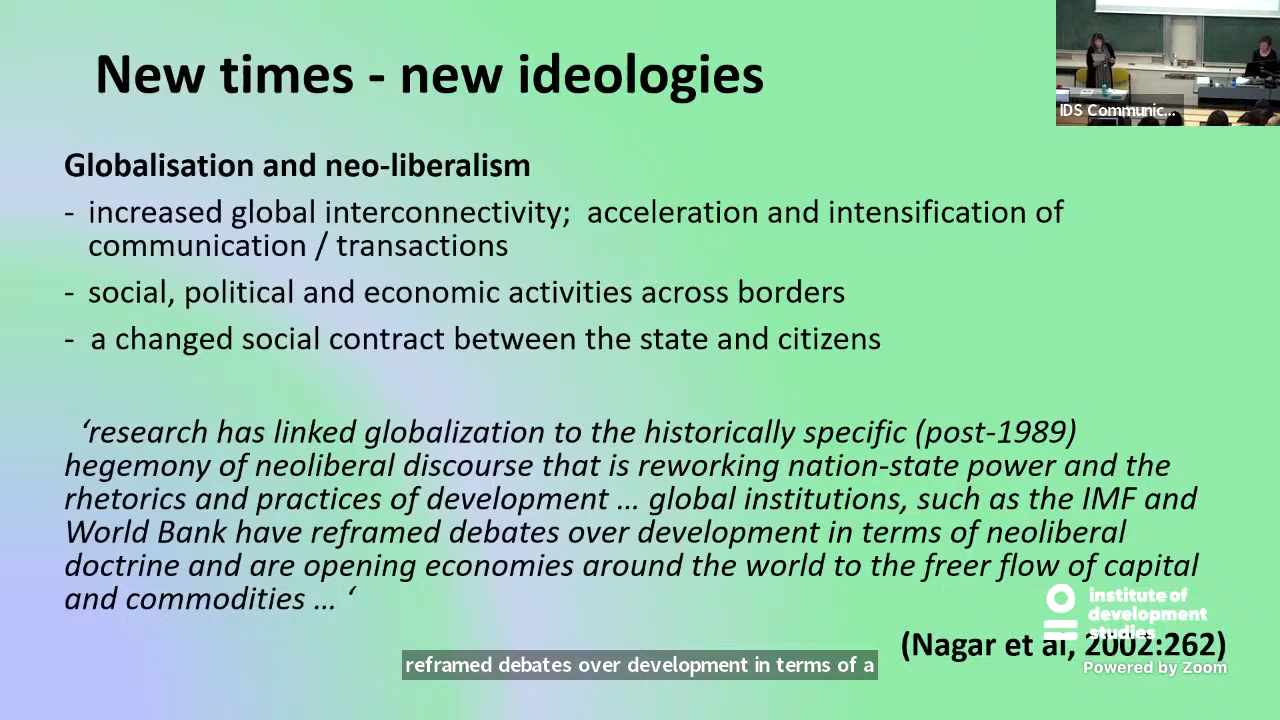 New times - new ideologies
IDS Communic...
Globalisation and neo-liberalism
- increased global interconnectivity; acceleration and intensification of
communication / transactions
- social, political and economic activities across borders
- a changed social contract between the state and citizens
‘research has linked globalization to the historically specific (post-1989)
hegemony of neoliberal discourse that is reworking nation-state power and the
rhetorics and practices of development … global institutions, such as the IMF and
World Bank have reframed debates over development in terms of neoliberal
doctrine and are opening economies around the world to the freer flow of capital
and commodities … ‘
institute of
development
studies
(Nagar et al, 2002:262)
reframed debates over development in terms of a
Powered by Zoom